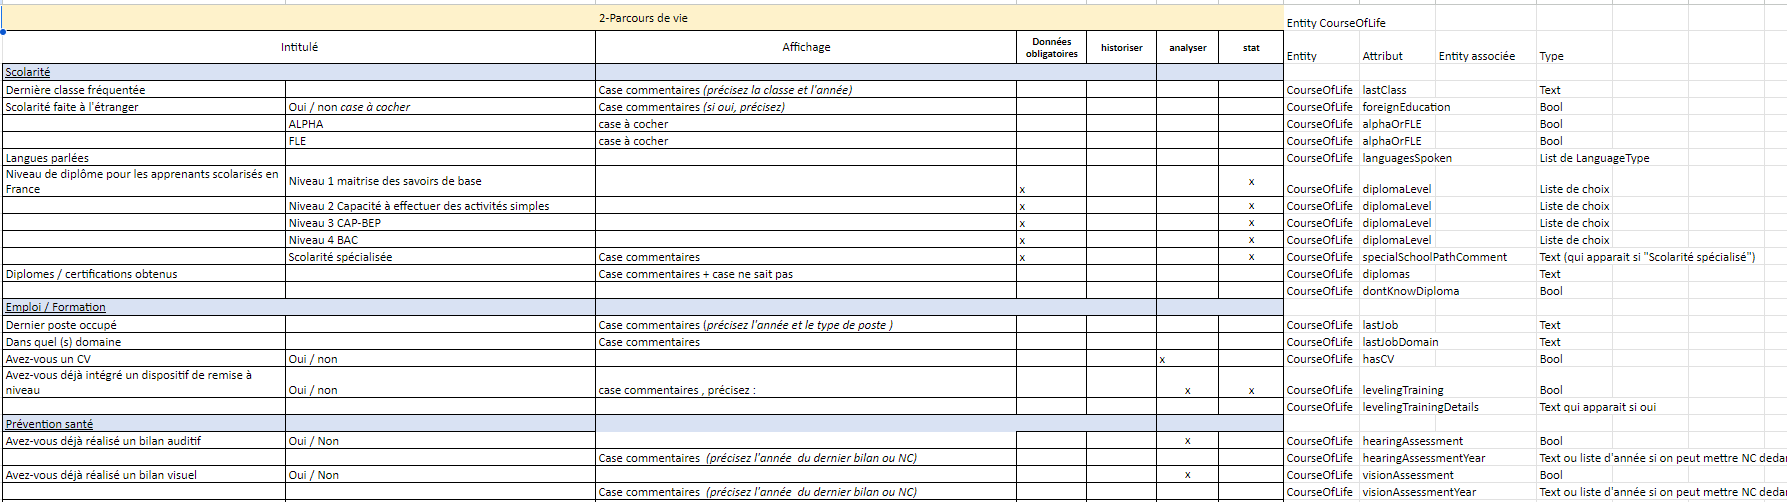 2-Parcours de vie
Entity CourseOfLife
Intitulé Affichage Données obligatoires historiser analyser stat Entity Attribut Entity associée Type
Scolarité
Dernière classe fréquentée Case commentaires (précisez la classe et l'année) CourseOfLife lastClass Text
Scolarité faite à l'étranger Oui / non case à cocher Case commentaires (si oui, précisez) CourseOfLife foreignEducation Bool
ALPHA case à cocher CourseOfLife alphaOrFLE Bool
FLE case à cocher CourseOfLife alphaOrFLE Bool
Langues parlées CourseOfLife languagesSpoken List de LanguageType
Niveau de diplôme pour les apprenants scolarisés en France Niveau 1 maitrise des savoirs de base x x CourseOfLife diplomaLevel Liste de choix
Niveau 2 Capacité à effectuer des activités simples x x CourseOfLife diplomaLevel Liste de choix
Niveau 3 CAP-BEP x x CourseOfLife diplomaLevel Liste de choix
Niveau 4 BAC x x CourseOfLife diplomaLevel Liste de choix
Scolarité spécialisée Case commentaires x x CourseOfLife specialSchoolPathComment Text (qui apparait si "Scolarité spécialisé")
Diplomes / certifications obtenus Case commentaires + case ne sait pas CourseOfLife diplomas Text
CourseOfLife dontKnowDiploma Bool
Emploi / Formation
Dernier poste occupé Case commentaires (précisez l'année et le type de poste ) CourseOfLife lastJob Text
Dans quel (s) domaine Case commentaires CourseOfLife lastJobDomain Text
Avez-vous un CV Oui / non x CourseOfLife hasCV Bool
Avez-vous déjà intégré un dispositif de remise à niveau Oui / non case commentaires , précisez : x x CourseOfLife levelingTraining Bool
CourseOfLife levelingTrainingDetails Text qui apparait si oui
Prévention santé
Avez-vous déjà réalisé un bilan auditif Oui / Non x CourseOfLife hearingAssessment Bool
Case commentaires (précisez l'année du dernier bilan ou NC) CourseOfLife hearingAssessmentYear Text ou liste d'année si on peut mettre NC dedan
Avez-vous déjà réalisé un bilan visuel Oui / Non x CourseOfLife visionAssessment Bool
Case commentaires (précisez l'année du dernier bilan ou NC) CourseOfLife visionAssessmentYear Text ou liste d'année si on peut mettre NC dedan